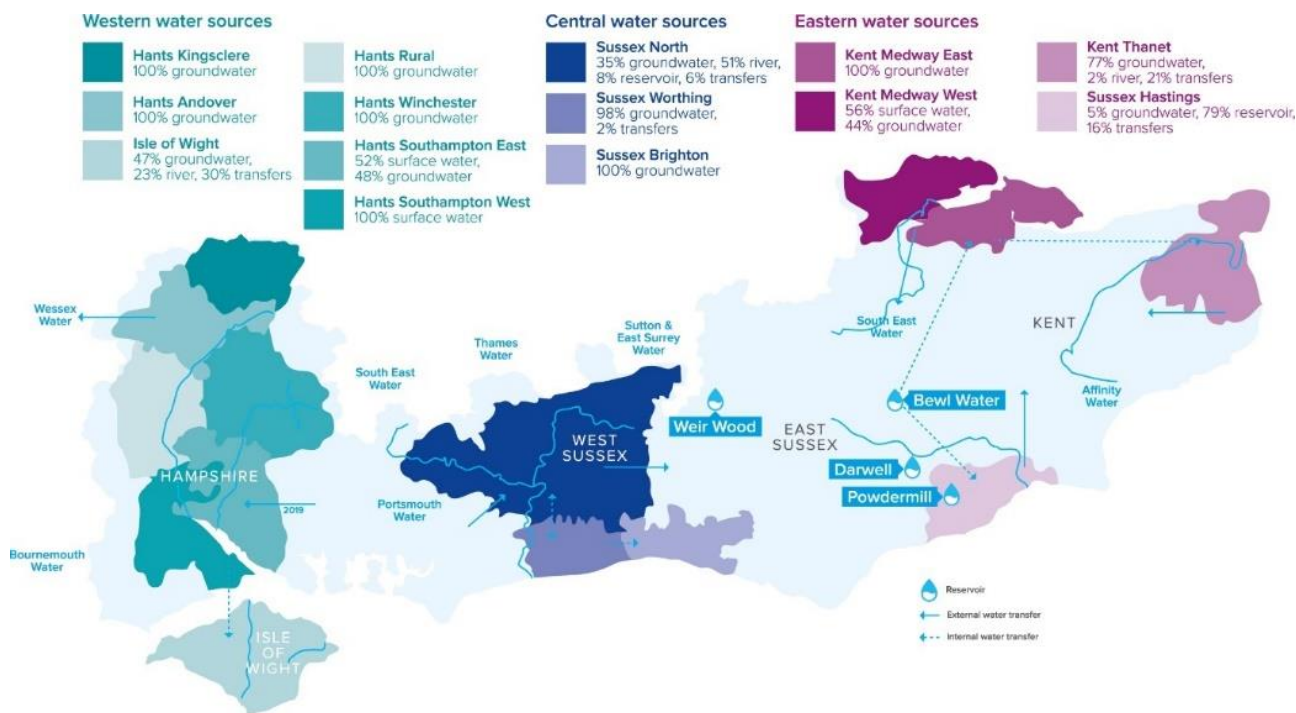 Western water sources
Hants Kingsclere
100% groundwater
Hants Andover
100% groundwater
Isle of Wight
47% groundwater,
23% river, 30% transfers
Hants Rural
100% groundwater
Hants Winchester
100% groundwater
Hants Southampton East
52% surface water,
48% groundwater
Hants Southampton West
100% surface water
Central water sources
Sussex North
35% groundwater, 51% river,
8% reservoir, 6% transfers
Sussex Worthing
98% groundwater,
2% transfers
Sussex Brighton
100% groundwater
Eastern water sources
Kent Medway East
100% groundwater
Kent Medway West
56% surface water,
44% groundwater
Kent Thanet
77% groundwater,
2% river, 21% transfers
Sussex Hastings
5% groundwater, 79% reservoir,
16% transfers
Wessex
Water
HAMPSHIRE
2019
Bournemouth
Water
ISLE
OF
WIGHT
South East
Water
Thames
Water
Sutton &
East Surrey
Water
Portsmouth
Water
WEST
SUSSEX
Weir Wood
EAST
SUSSEX
South East
Water
KENT
Affinity
Water
Bewl Water
Darwell
Powdermill
Reservoir
External water transfer
Internal water transfer